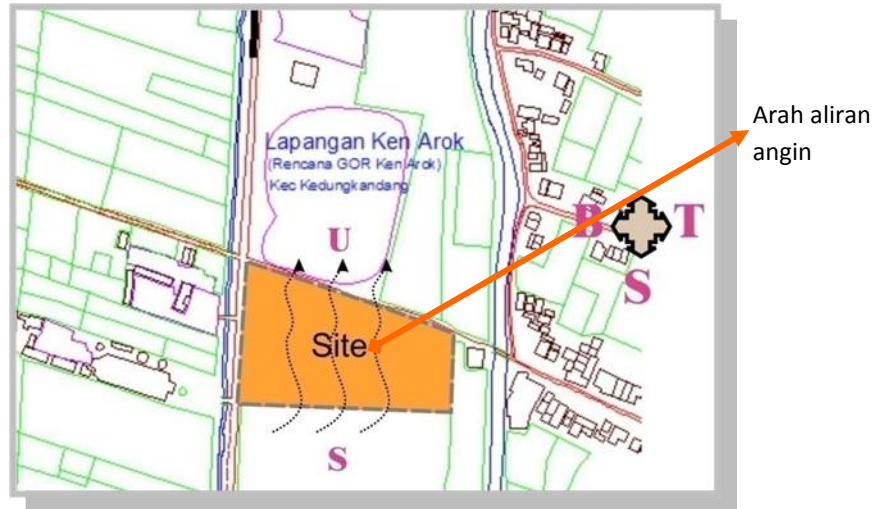 Lapangan Ken Arok
(Rencana GOR Ken Arok)
Kec Kedungkandang
Arah aliran
angin
U
B
T
S
Site
S